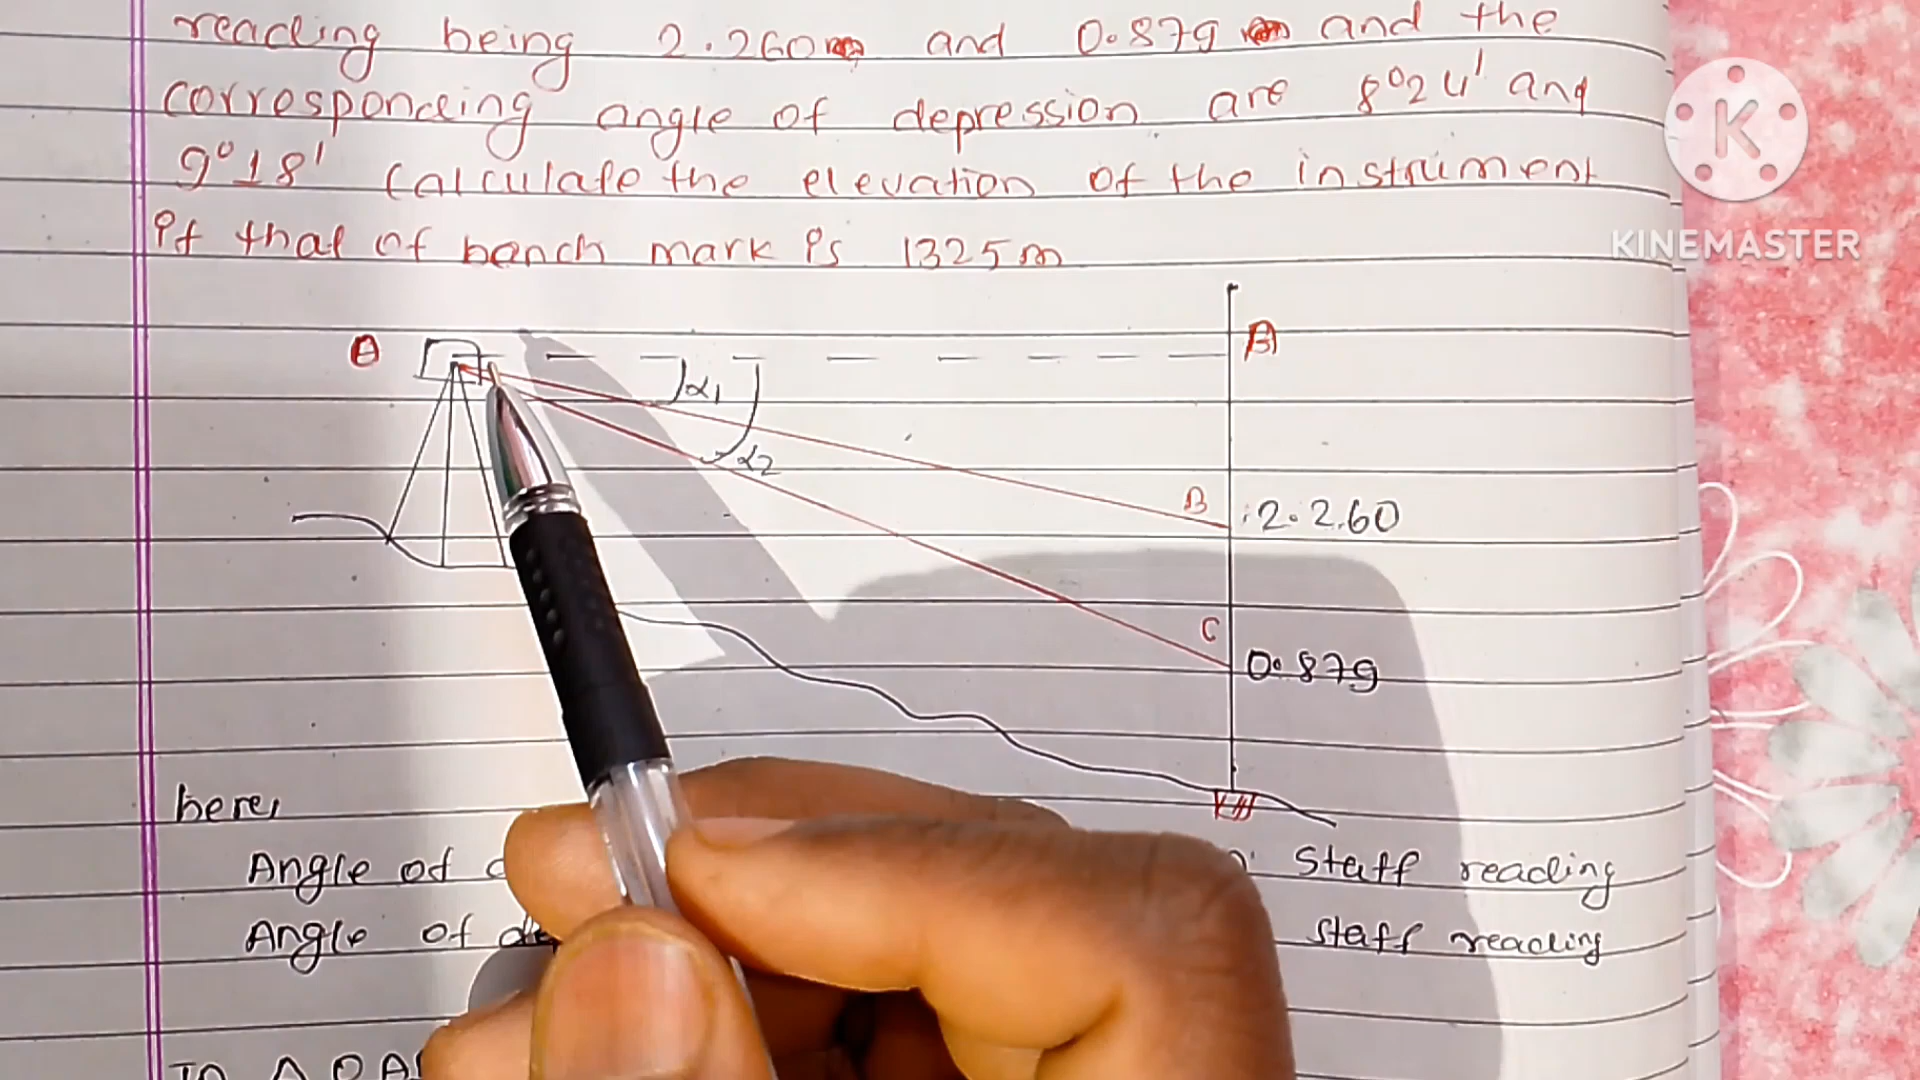 reading being 2.260m and 0.879 m and the
corresponding angle of depression are 8°24' and
9°18' calculate the elevation of the instrument
if that of bench mark is 1325m
K
KINEMASTER
A
α1
α2
B
2.260
C
0.879
here,
Angle of
staff reading
Angle of de
staff reading
In